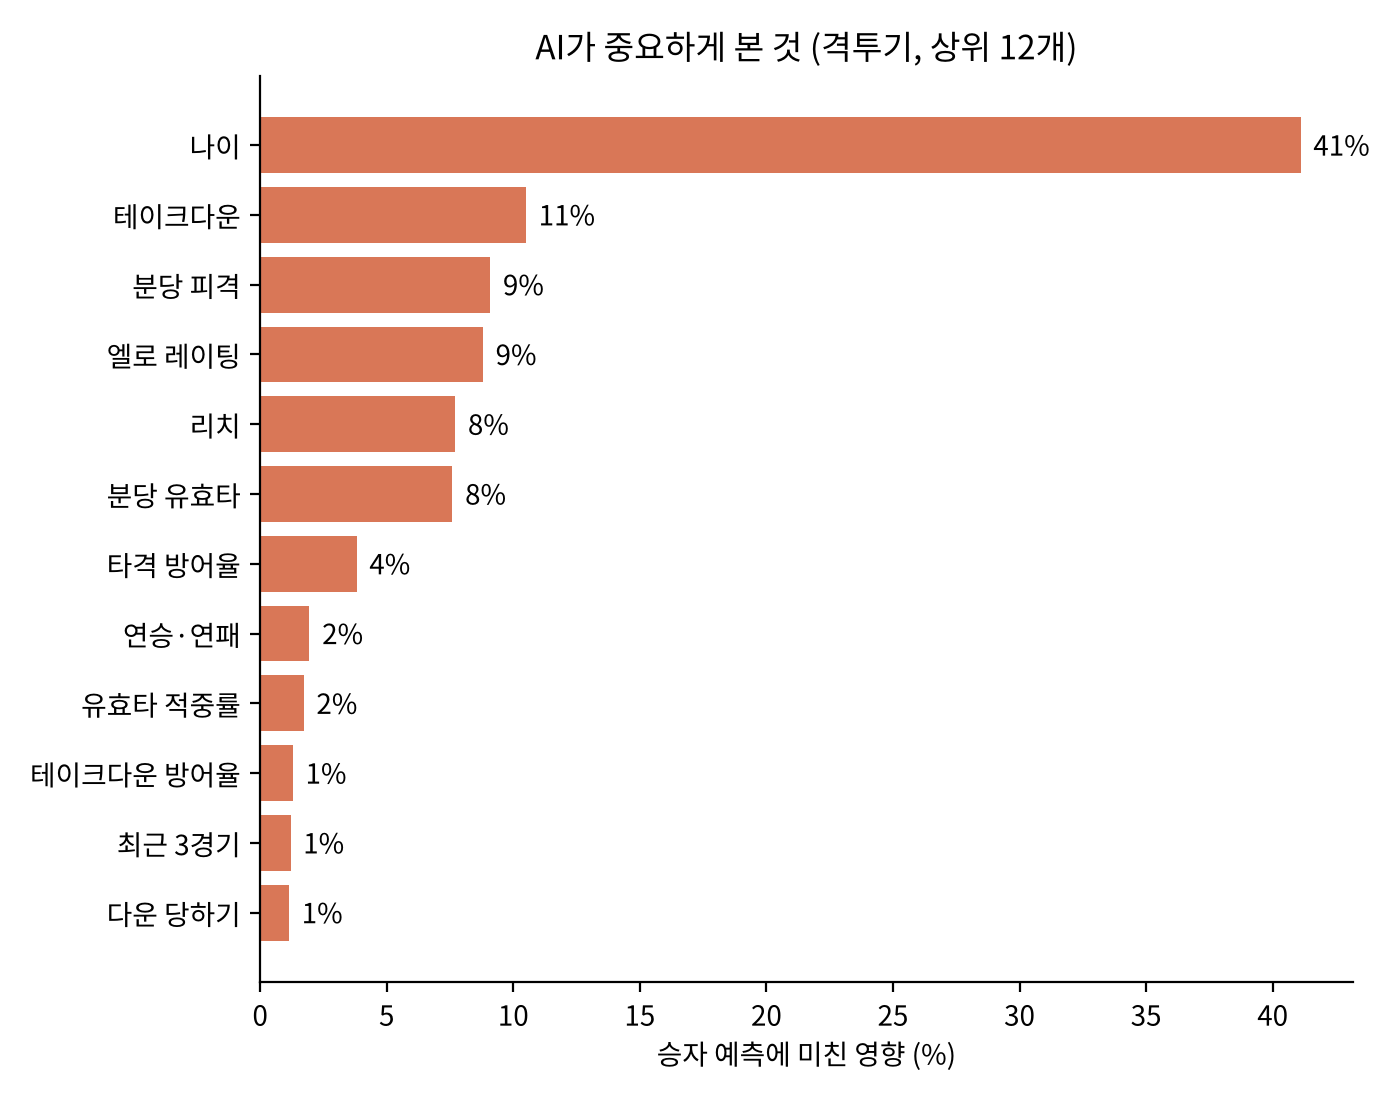 AI가 중요하게 본 것 (격투기, 상위 12개)
나이 41%
테이크다운 11%
분당 피격 9%
엘로 레이팅 9%
리치 8%
분당 유효타 8%
타격 방어율 4%
연승·연패 2%
유효타 적중률 2%
테이크다운 방어율 1%
최근 3경기 1%
다운 당하기 1%
0 5 10 15 20 25 30 35 40
승자 예측에 미친 영향 (%)